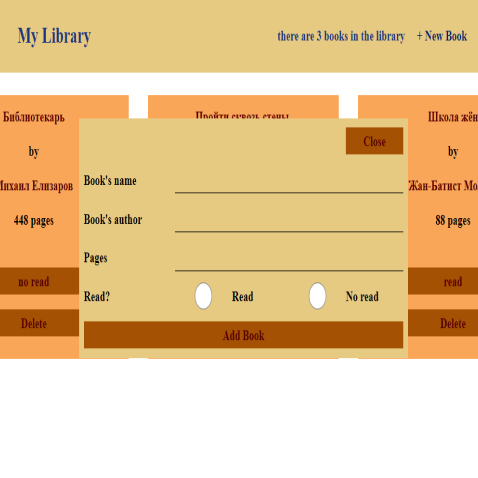 My Library
there are 3 books in the library
+ New Book
Библиотекарь
by
Михаил Елизаров
448 pages
no read
Delete
Пройти сквозь стены
Close
Book's name
Book's author
Pages
Read?
Read
No read
Add Book
Школа жён
by
Жан-Батист
88 pages
read
Delete